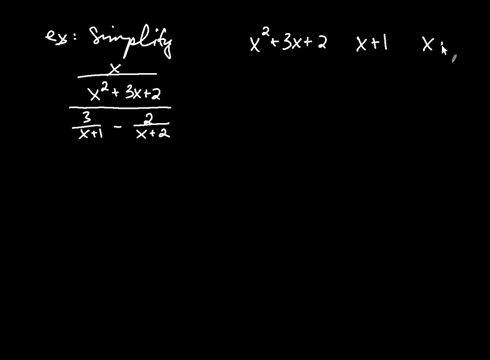 ex: Simplify
x
x² + 3x + 2
3 2
x+1 − x+2
x² + 3x + 2 x + 1 x